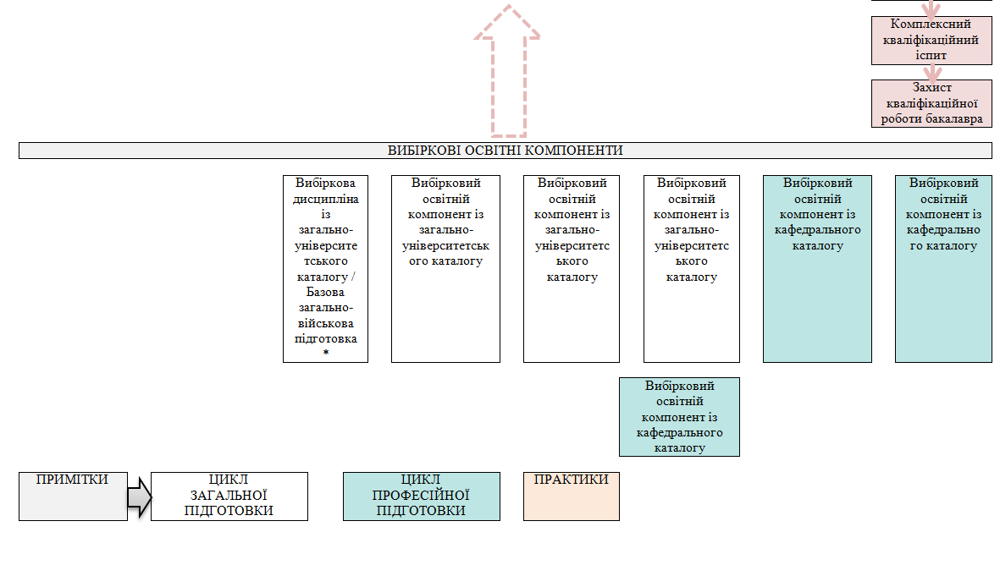 Комплексний
кваліфікаційний
іспит
Захист
кваліфікаційної
роботи бакалавра
ВИБІРКОВІ ОСВІТНІ КОМПОНЕНТИ
Вибіркова
дисципліна
із
загально-
університе
тського
каталогу /
Базова
загально-
військова
підготовка
*
Вибірковий
освітній
компонент із
загально-
університетськ
ого каталогу
Вибірковий
освітній
компонент із
загально-
університетс
ького
каталогу
Вибірковий
освітній
компонент із
загально-
університетс
ького
каталогу
Вибірковий
освітній
компонент із
кафедрального
каталогу
Вибірковий
освітній
компонент із
кафедрально
го каталогу
Вибірковий
освітній
компонент із
кафедрального
каталогу
ПРИМІТКИ
ЦИКЛ
ЗАГАЛЬНОЇ
ПІДГОТОВКИ
ЦИКЛ
ПРОФЕСІЙНОЇ
ПІДГОТОВКИ
ПРАКТИКИ